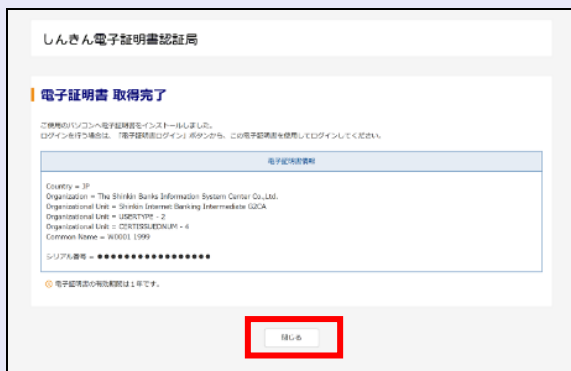 しんきん電子証明書認証局
電子証明書 取得完了
ご使用のパソコンへ電子証明書をインストールしました。
ログインを行う場合は、「電子証明書ログイン」ボタンから、この電子証明書を使用してログインしてください。
電子証明書情報
Country = JP
Organization = The Shinkin Banks Information System Center Co.,Ltd.
Organizational Unit = Shinkin Internet Banking Intermediate G2CA
Organizational Unit = USERTYPE - 2
Organizational Unit = CERTISSUEDNUM - 4
Common Name = W0001 1999
シリアル番号 = ●●●●●●●●●●●●●●●●●
電子証明書の有効期間は1年です。
閉じる